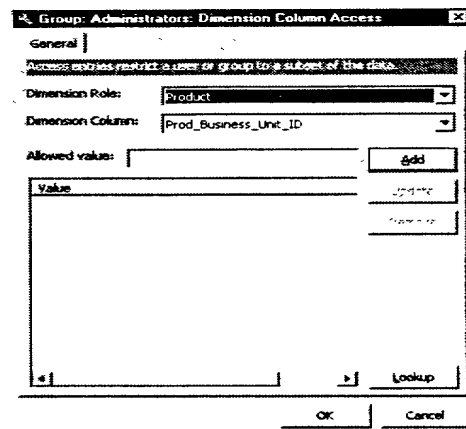 Group: Administrators: Dimension Column Access
General
Access entries restrict a user or group to a subset of the data.
Dimension Role: Product
Dimension Column: Prod_Business_Unit_ID
Allowed value: Add
Value
Update
Lookup
OK Cancel